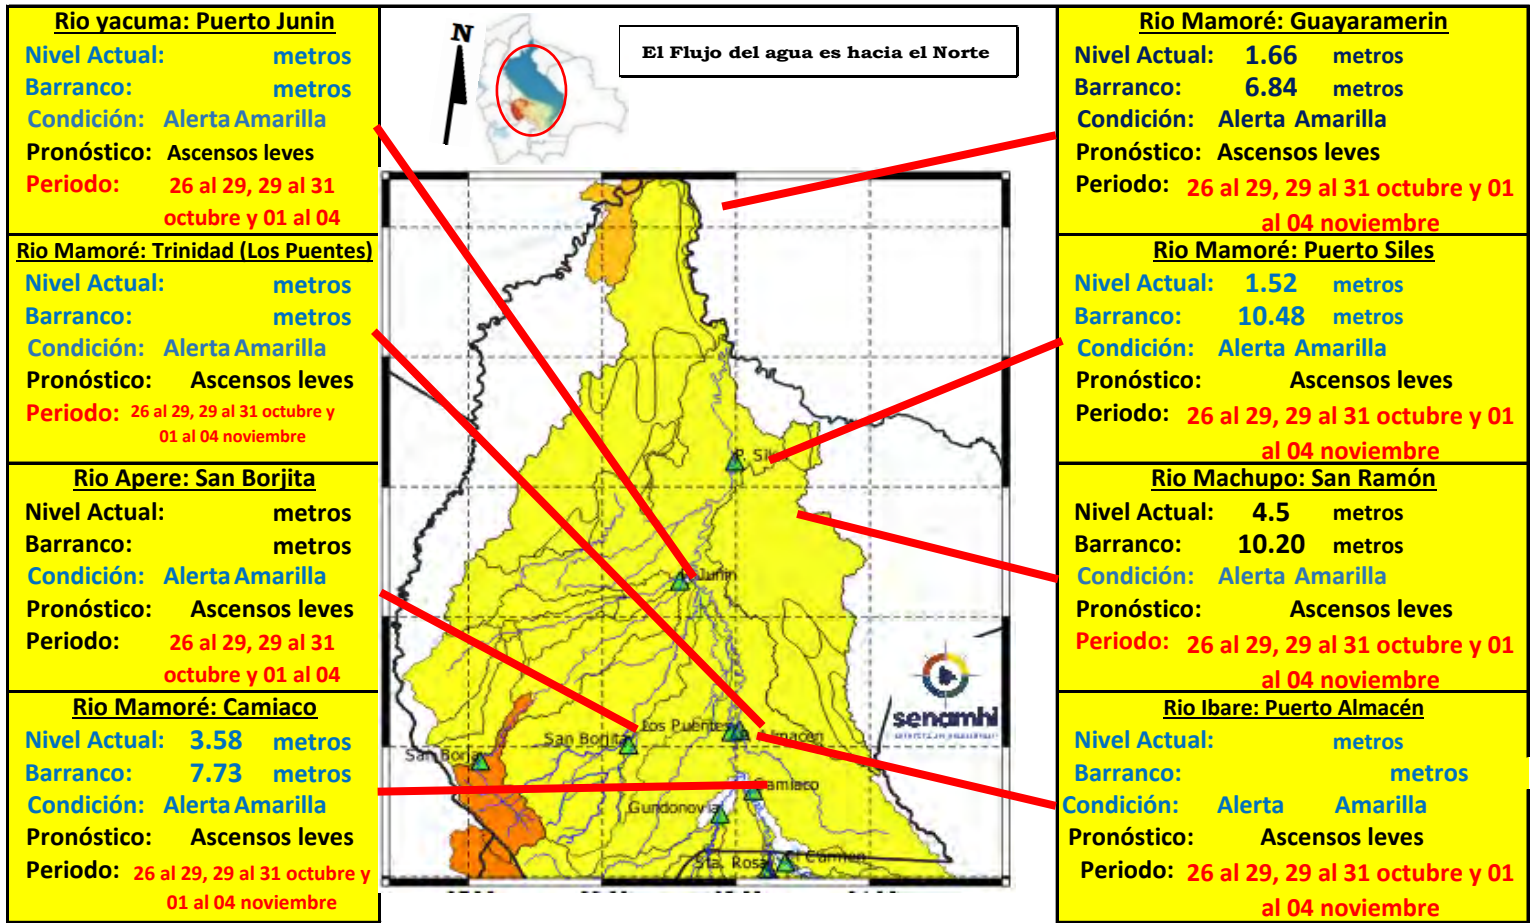 Rio yacuma: Puerto Junin
Nivel Actual: metros
Barranco: metros
Condición: Alerta Amarilla
Pronóstico: Ascensos leves
Periodo: 26 al 29, 29 al 31
octubre y 01 al 04
Rio Mamoré: Trinidad (Los Puentes)
Nivel Actual: metros
Barranco: metros
Condición: Alerta Amarilla
Pronóstico: Ascensos leves
Periodo: 26 al 29, 29 al 31 octubre y
01 al 04 noviembre
Rio Apere: San Borjita
Nivel Actual: metros
Barranco: metros
Condición: Alerta Amarilla
Pronóstico: Ascensos leves
Periodo: 26 al 29, 29 al 31
octubre y 01 al 04
Rio Mamoré: Camiaco
Nivel Actual: 3.58 metros
Barranco: 7.73 metros
Condición: Alerta Amarilla
Pronóstico: Ascensos leves
Periodo: 26 al 29, 29 al 31 octubre y
01 al 04 noviembre
N
El Flujo del agua es hacia el Norte
P. Siles
Junin
Los Puentes
P. Almacén
San Borjita
San Borja
Camiaco
Gundonovia
Sta. Rosa
El Carmen
senamhi
Rio Mamoré: Guayaramerin
Nivel Actual: 1.66 metros
Barranco: 6.84 metros
Condición: Alerta Amarilla
Pronóstico: Ascensos leves
Periodo: 26 al 29, 29 al 31 octubre y 01
al 04 noviembre
Rio Mamoré: Puerto Siles
Nivel Actual: 1.52 metros
Barranco: 10.48 metros
Condición: Alerta Amarilla
Pronóstico: Ascensos leves
Periodo: 26 al 29, 29 al 31 octubre y 01
al 04 noviembre
Rio Machupo: San Ramón
Nivel Actual: 4.5 metros
Barranco: 10.20 metros
Condición: Alerta Amarilla
Pronóstico: Ascensos leves
Periodo: 26 al 29, 29 al 31 octubre y 01
al 04 noviembre
Rio Ibare: Puerto Almacén
Nivel Actual: metros
Barranco: metros
Condición: Alerta Amarilla
Pronóstico: Ascensos leves
Periodo: 26 al 29, 29 al 31 octubre y 01
al 04 noviembre